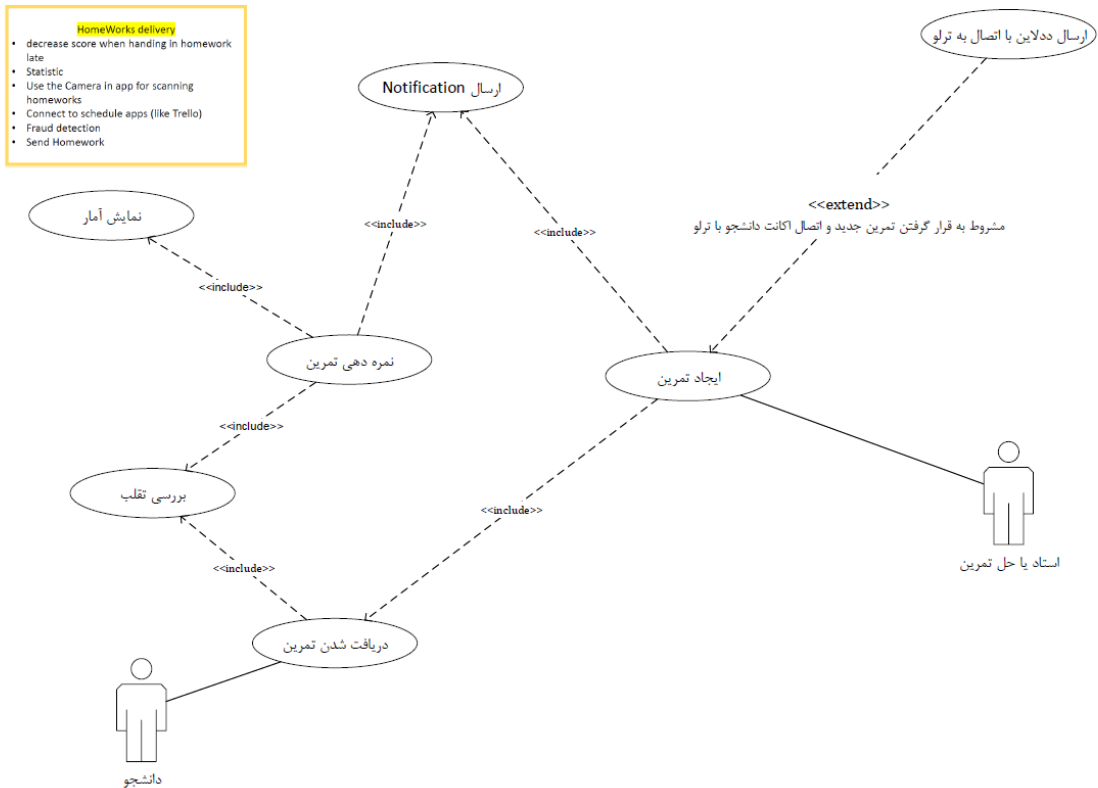 HomeWorks delivery
• decrease score when handing in homework
late
• Statistic
• Use the Camera in app for scanning
homeworks
• Connect to schedule apps (like Trello)
• Fraud detection
• Send Homework
ارسال ددلاین با اتصال به ترلو
ارسال Notification
<<extend>>
مشروط به قرار گرفتن تمرین جدید و اتصال اکانت دانشجو با ترلو
نمایش آمار
<<include>>
<<include>>
<<include>>
نمره دهی تمرین
ایجاد تمرین
<<include>>
بررسی تقلب
<<include>>
استاد یا حل تمرین
<<include>>
دریافت شدن تمرین
دانشجو